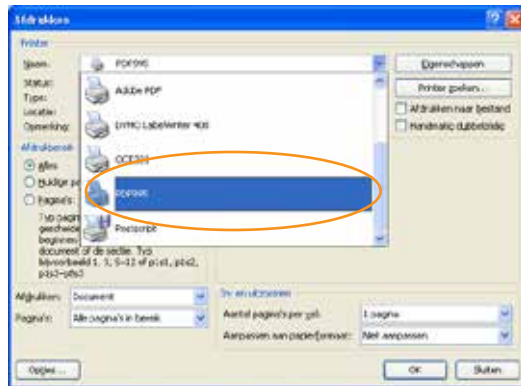 Afdrukken
Printer
Naam: PDF995
Status:
Type:
Locatie:
Opmerking:
Adobe PDF
DYMO LabelWriter 400
PDF995
Postscript
Eigenschappen
Printer zoeken...
Afdrukken naar bestand
Handmatig dubbelzijdig
Afdrukbereik
Alles
Huidige
Pagina's:
Typ
gescheiden
beginnen
document of de sectie. Typ
bijvoorbeeld 1, 3, 5-12 of p1s1, p1s2,
p1s3-p8s3
Afdrukken: Document
Pagina's: Alle pagina's in bereik
In- en uitzoomen
Aantal pagina's per vel: 1 pagina
Aanpassen aan papierformaat: Niet aanpassen
Opties...
OK
Sluiten